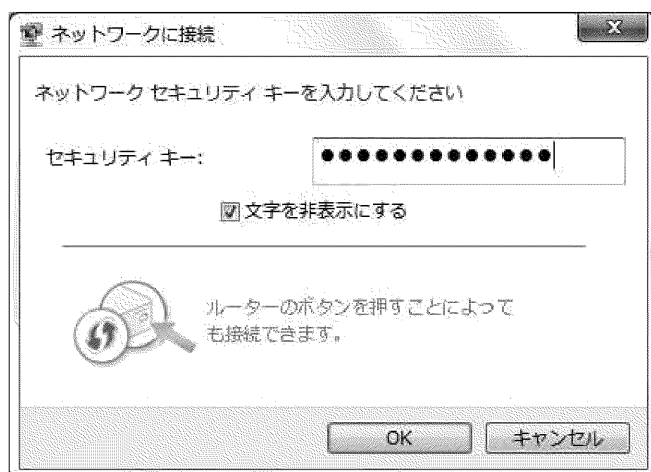 ネットワークに接続
ネットワーク セキュリティ キーを入力してください
セキュリティ キー: ●●●●●●●●●●●●●
文字を非表示にする
ルーターのボタンを押すことによって
も接続できます。
OK キャンセル